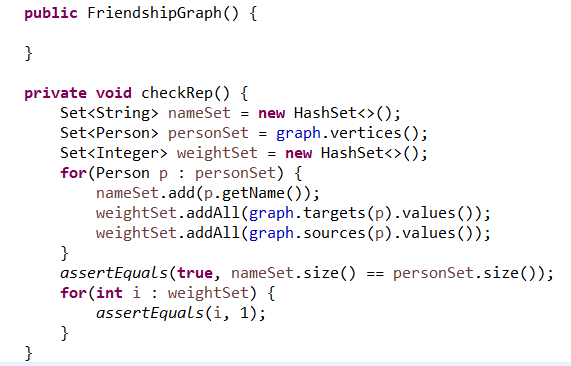 public FriendshipGraph() {
}
private void checkRep() {
Set<String> nameSet = new HashSet<>();
Set<Person> personSet = graph.vertices();
Set<Integer> weightSet = new HashSet<>();
for(Person p : personSet) {
nameSet.add(p.getName());
weightSet.addAll(graph.targets(p).values());
weightSet.addAll(graph.sources(p).values());
}
assertEquals(true, nameSet.size() == personSet.size());
for(int i : weightSet) {
assertEquals(i, 1);
}
}